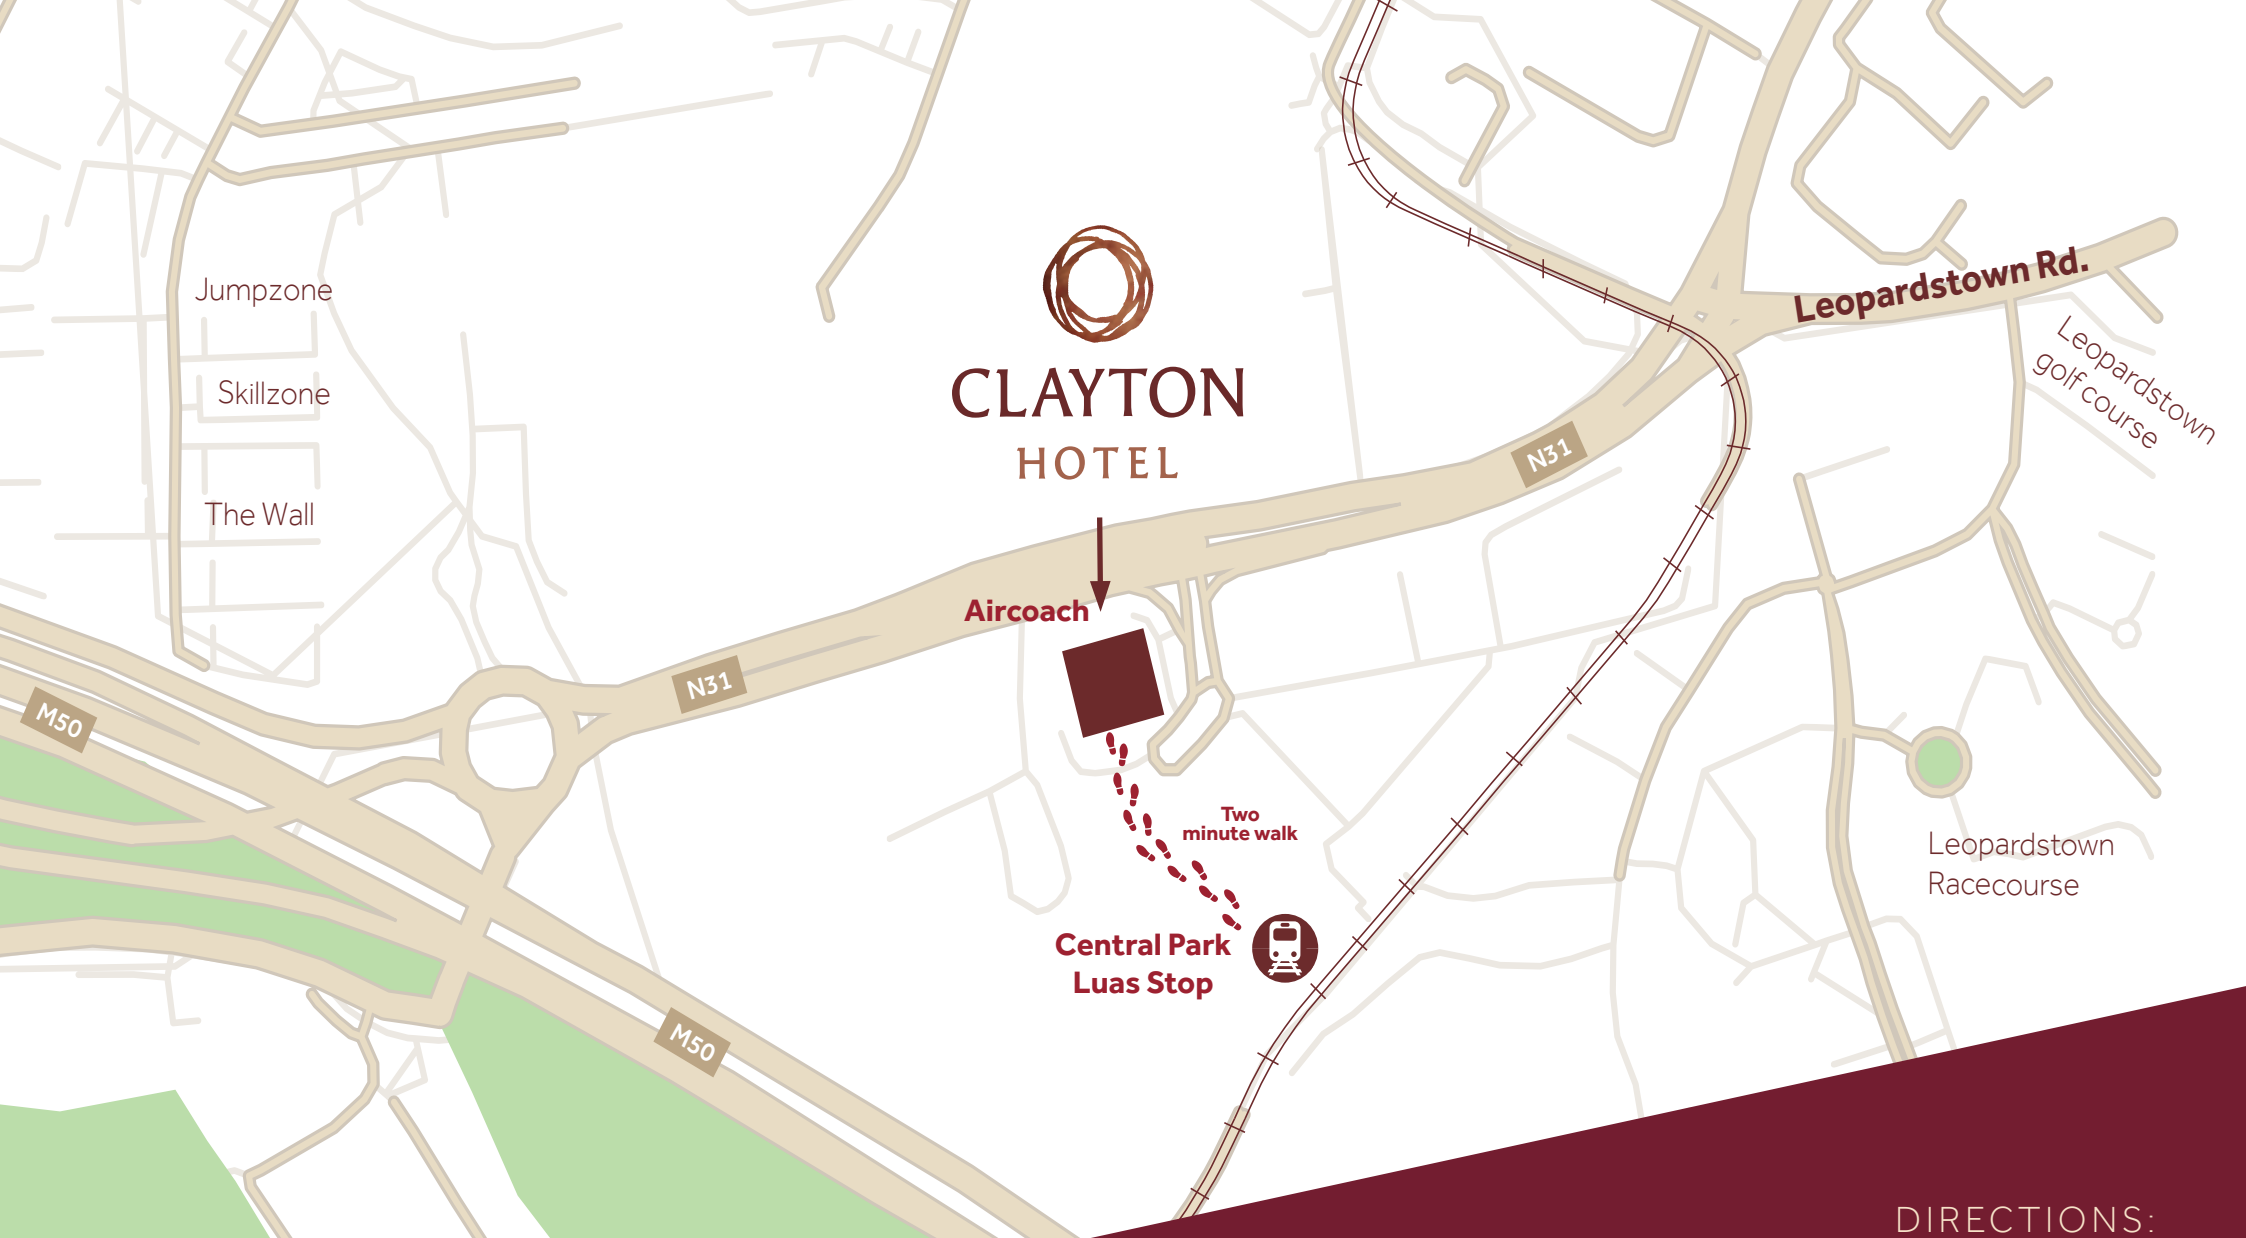 Jumpzone
Skillzone
The Wall
CLAYTON
HOTEL
Leopardstown Rd.
Leopardstown
golf course
N31
Aircoach
N31
M50
Two
minute walk
Leopardstown
Racecourse
Central Park
Luas Stop
M50
DIRECTIONS: